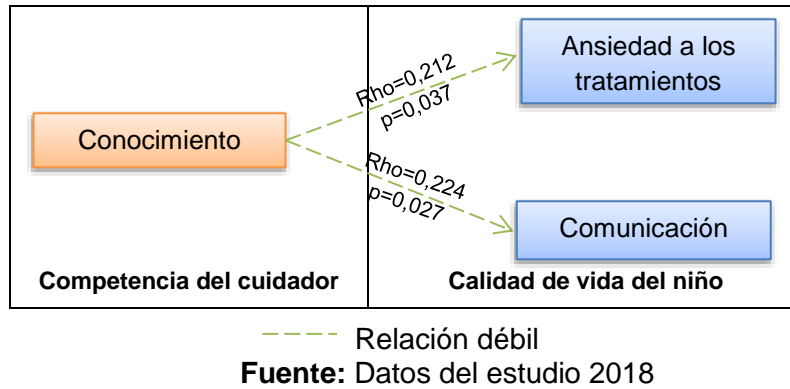 Ansiedad a los
tratamientos
Rho=0,212
p=0,037
Conocimiento
Rho=0,224
p=0,027
Comunicación
Competencia del cuidador
Calidad de vida del niño
Relación débil
Fuente: Datos del estudio 2018